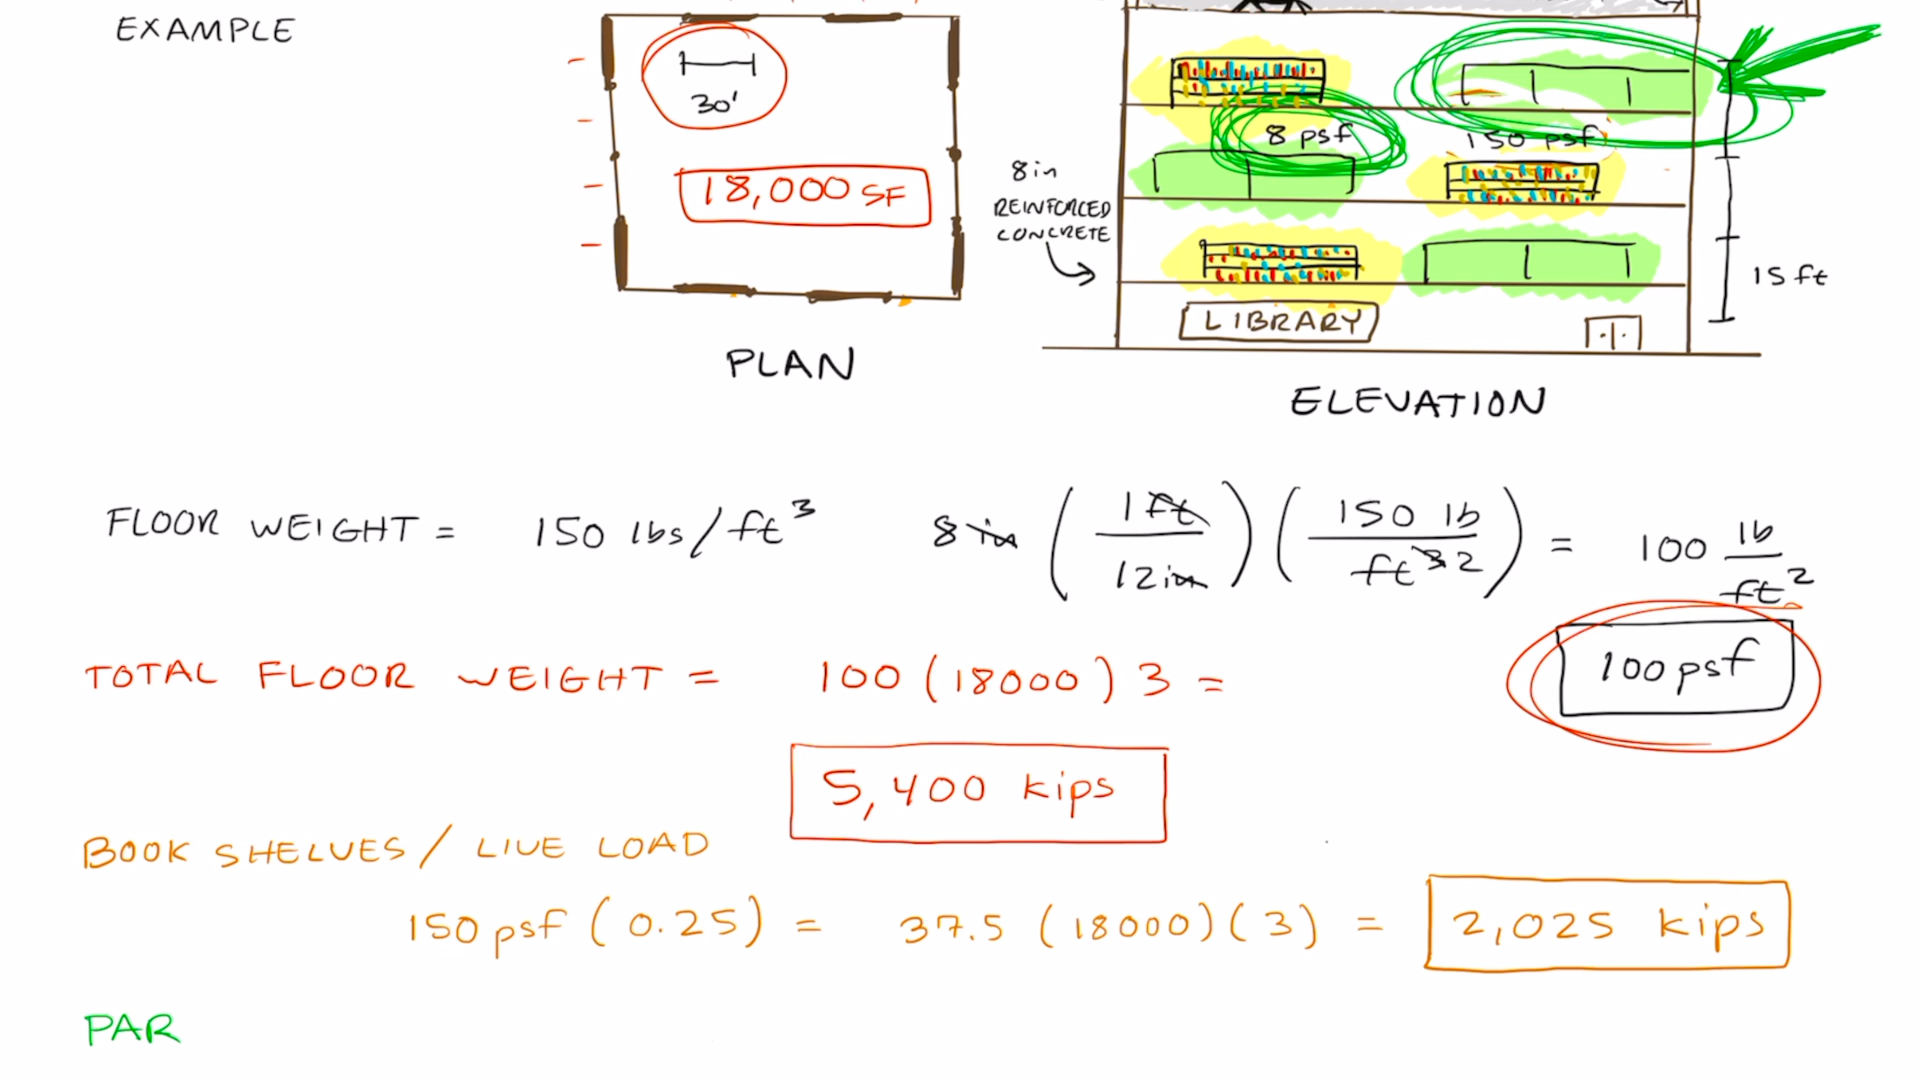 EXAMPLE
30'
18,000 SF
PLAN
8 psf
150 psf
8 in
REINFORCED
CONCRETE
15 ft
LIBRARY
ELEVATION
FLOOR WEIGHT = 150 lbs/ft³ 8 in (1 ft / 12 in) (150 lb / ft³ 2) = 100 lb / ft²
100 psf
TOTAL FLOOR WEIGHT = 100 (18000) 3 =
5,400 kips
BOOK SHELVES / LIVE LOAD
150 psf (0.25) = 37.5 (18000)(3) = 2,025 kips
PAR